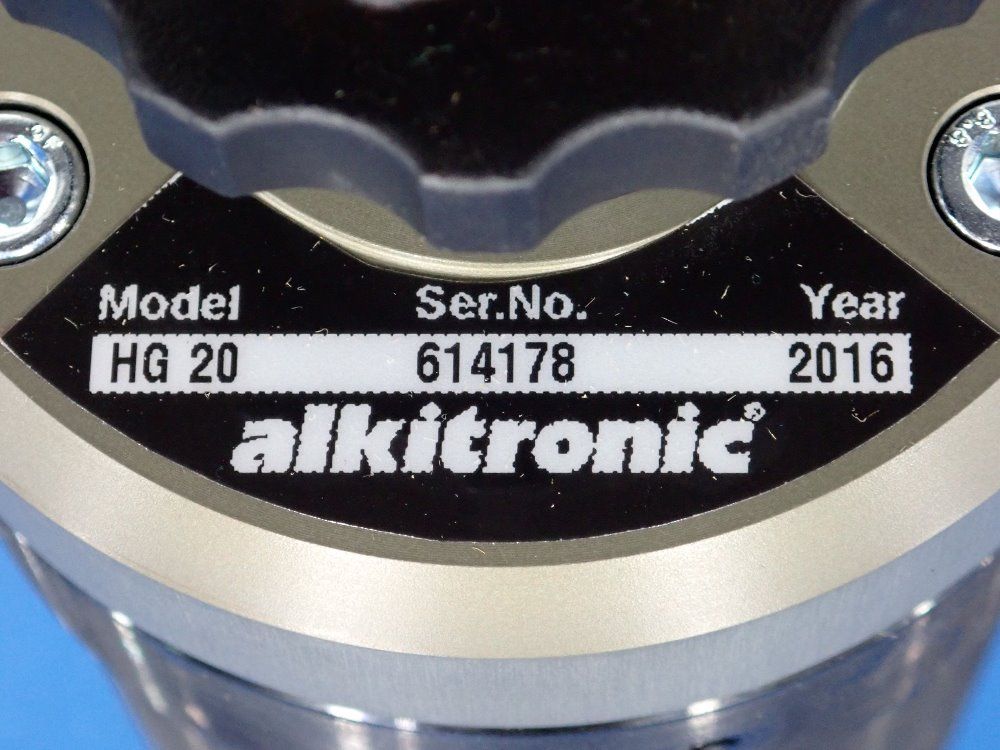 Model Ser.No. Year
HG 20 614178 2016
alkitronic®